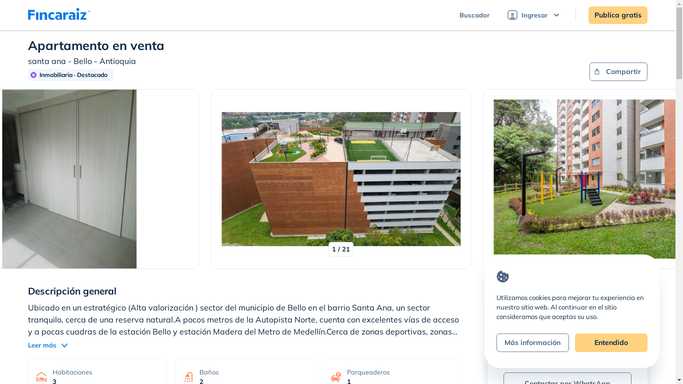 Fincaraiz
Buscador
Ingresar
Publica gratis
Apartamento en venta
santa ana - Bello - Antioquia
Inmobiliaria · Destacado
Compartir
1 / 21
Descripción general
Ubicado en un estratégico (Alta valorización ) sector del municipio de Bello en el barrio Santa Ana, un sector
tranquilo, cerca de una reserva natural.A pocos metros de la Autopista Norte, cuenta con excelentes vías de acceso
y a pocas cuadras de la estación Bello y estación Madera del Metro de Medellín.Cerca de zonas deportivas, zonas...
Leer más
Habitaciones
3
Baños
2
Parqueaderos
1
Utilizamos cookies para mejorar tu experiencia en
nuestro sitio web. Al continuar en el sitio
consideramos que aceptas su uso.
Más información
Entendido
Contactar por WhatsApp